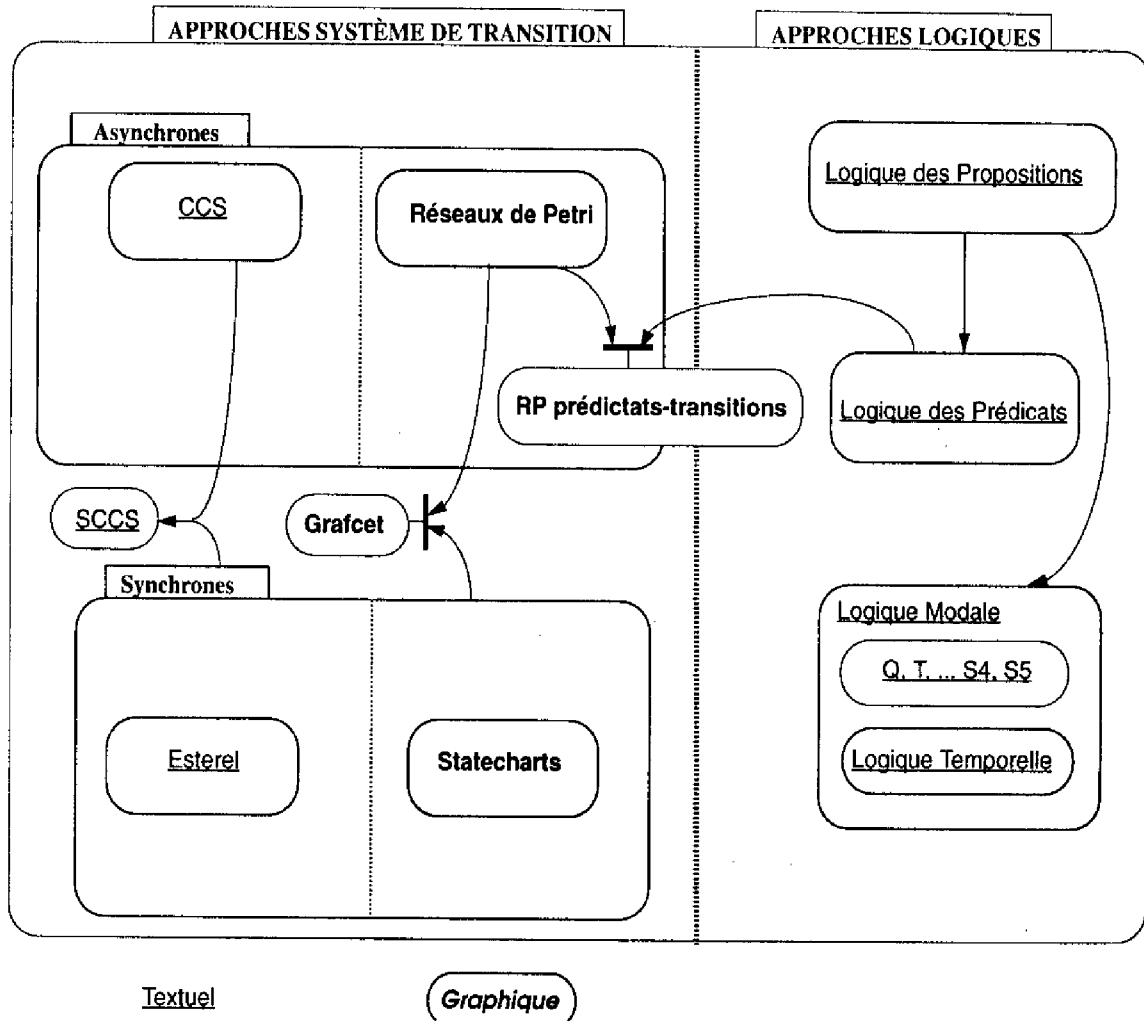 APPROCHES SYSTÈME DE TRANSITION
APPROCHES LOGIQUES
Asynchrones
CCS
Réseaux de Petri
Logique des Propositions
RP prédictats-transitions
Logique des Prédicats
SCCS
Grafcet
Synchrones
Esterel
Statecharts
Logique Modale
Q, T, ... S4, S5
Logique Temporelle
Textuel
Graphique